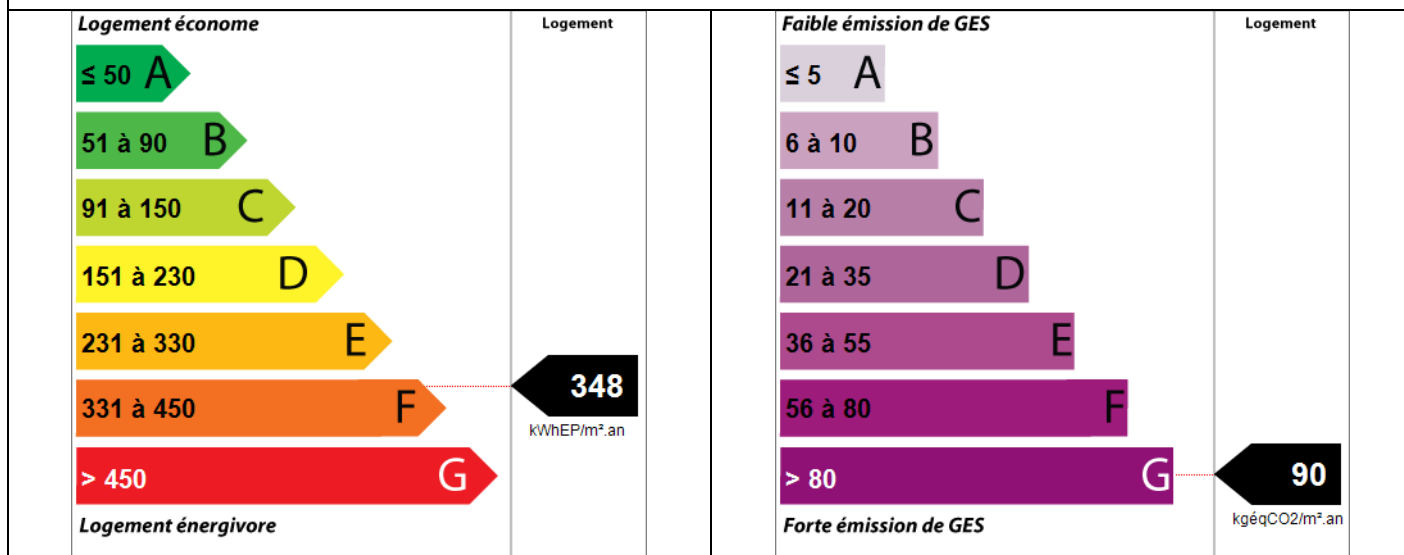 Logement économe
Logement
≤ 50 A
51 à 90 B
91 à 150 C
151 à 230 D
231 à 330 E
331 à 450 F
348
kWhEP/m².an
> 450 G
Logement énergivore
Faible émission de GES
Logement
≤ 5 A
6 à 10 B
11 à 20 C
21 à 35 D
36 à 55 E
56 à 80 F
> 80 G
90
kgéqCO2/m².an
Forte émission de GES